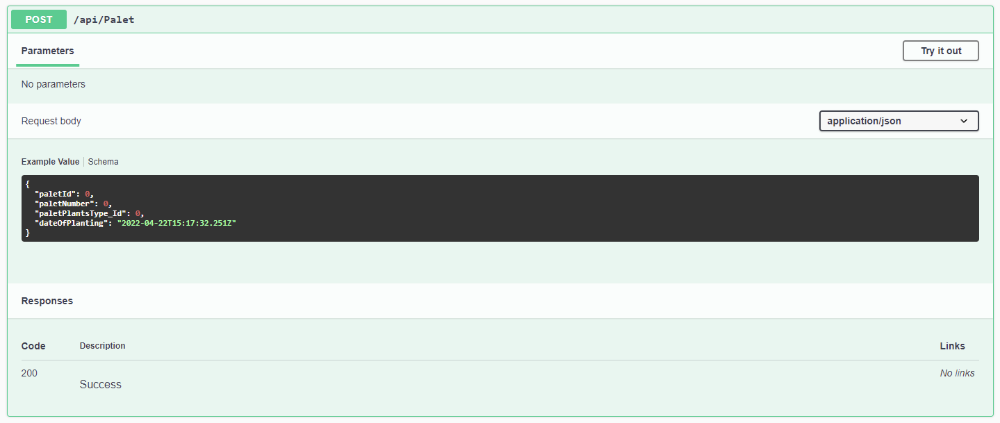 POST /api/Palet
Parameters Try it out
No parameters
Request body application/json
Example Value Schema
{
"paletId": 0,
"paletNumber": 0,
"paletPlantsType_Id": 0,
"dateOfPlanting": "2022-04-22T15:17:32.251Z"
}
Responses
Code Description Links
200 Success No links